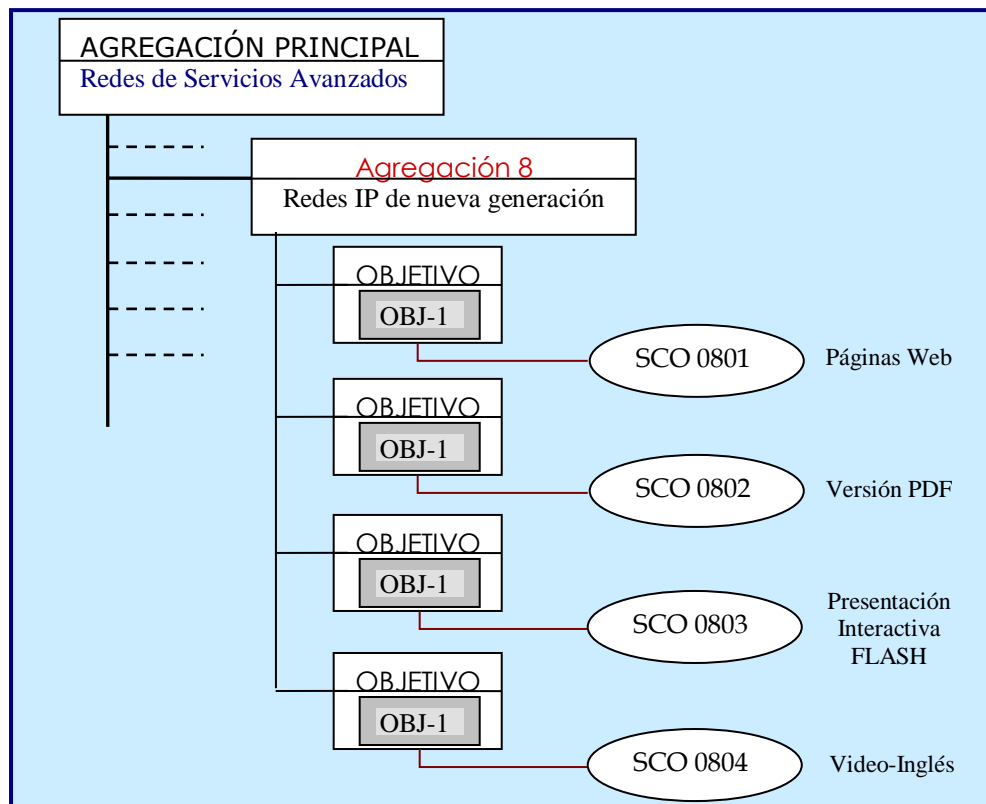 AGREGACIÓN PRINCIPAL
Redes de Servicios Avanzados
Agregación 8
Redes IP de nueva generación
OBJETIVO
OBJ-1
SCO 0801
Páginas Web
OBJETIVO
OBJ-1
SCO 0802
Versión PDF
OBJETIVO
OBJ-1
SCO 0803
Presentación
Interactiva
FLASH
OBJETIVO
OBJ-1
SCO 0804
Video-Inglés